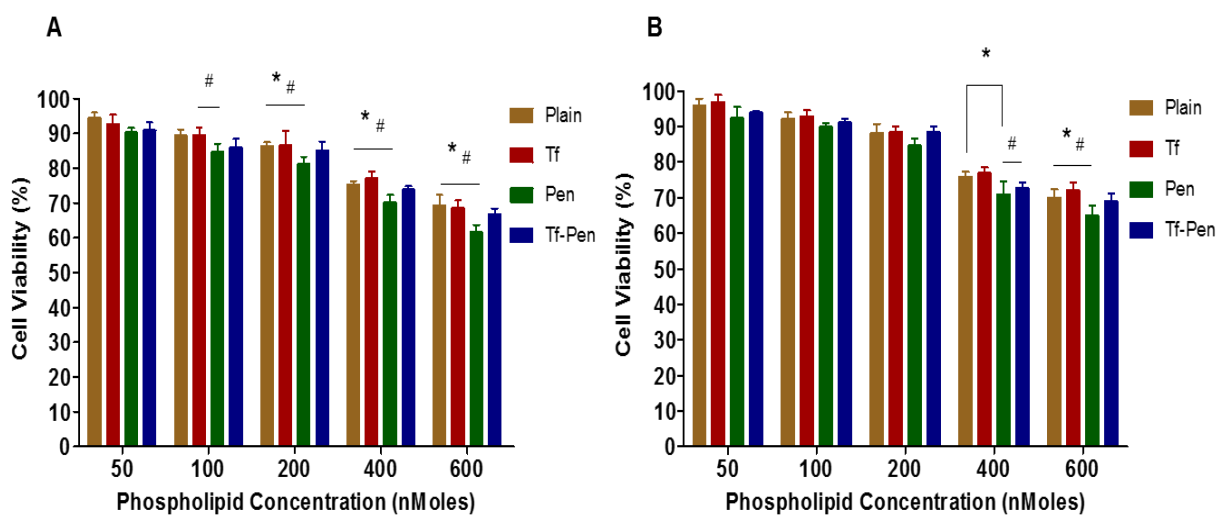 A
#
* #
* #
* #
100
90
80
70
60
50
40
30
20
10
0
Cell Viability (%)
50 100 200 400 600
Phospholipid Concentration (nMoles)
Plain
Tf
Pen
Tf-Pen
B
*
#
* #
100
90
80
70
60
50
40
30
20
10
0
Cell Viability (%)
50 100 200 400 600
Phospholipid Concentration (nMoles)
Plain
Tf
Pen
Tf-Pen